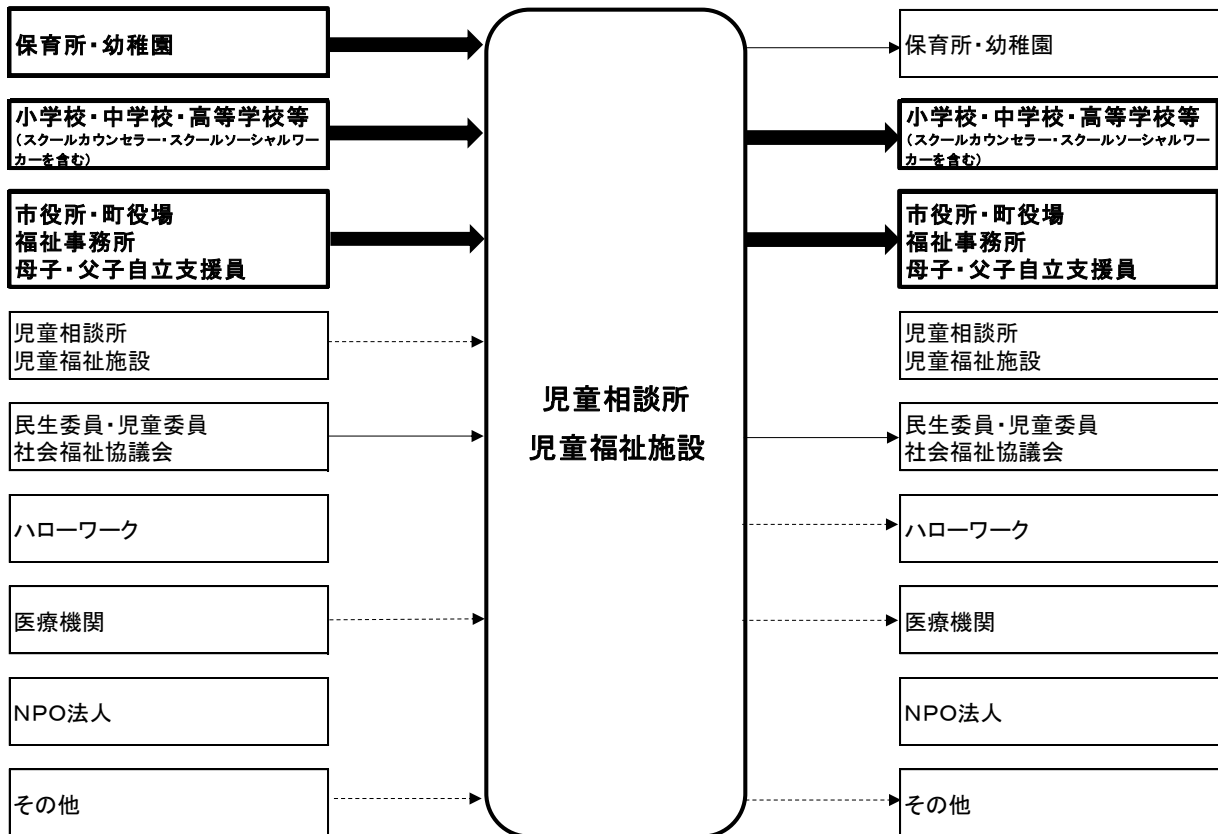 保育所・幼稚園
小学校・中学校・高等学校等
（スクールカウンセラー・スクールソーシャルワー
カーを含む）
市役所・町役場
福祉事務所
母子・父子自立支援員
児童相談所
児童福祉施設
民生委員・児童委員
社会福祉協議会
ハローワーク
医療機関
NPO法人
その他
児童相談所
児童福祉施設
保育所・幼稚園
小学校・中学校・高等学校等
（スクールカウンセラー・スクールソーシャルワー
カーを含む）
市役所・町役場
福祉事務所
母子・父子自立支援員
児童相談所
児童福祉施設
民生委員・児童委員
社会福祉協議会
ハローワーク
医療機関
NPO法人
その他